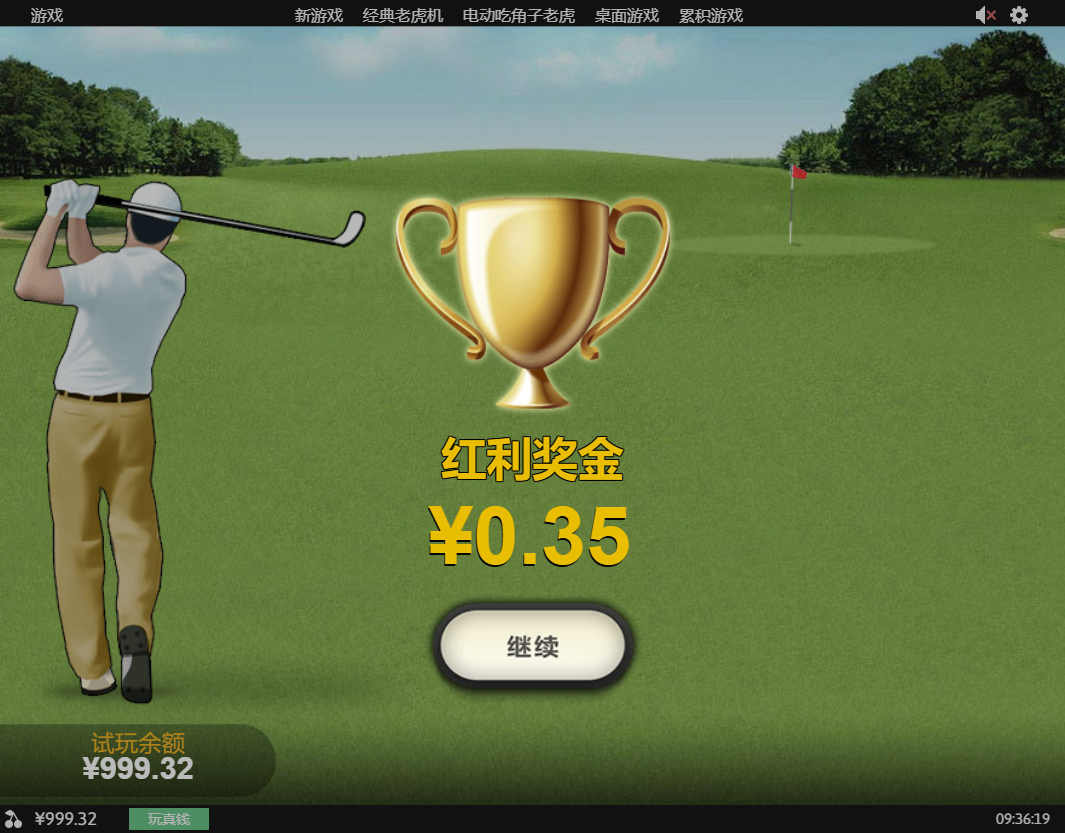 游戏 新游戏 经典老虎机 电动吃角子老虎 桌面游戏 累积游戏
红利奖金
¥0.35
继续
试玩余额
¥999.32
¥999.32 玩真钱 09:36:19